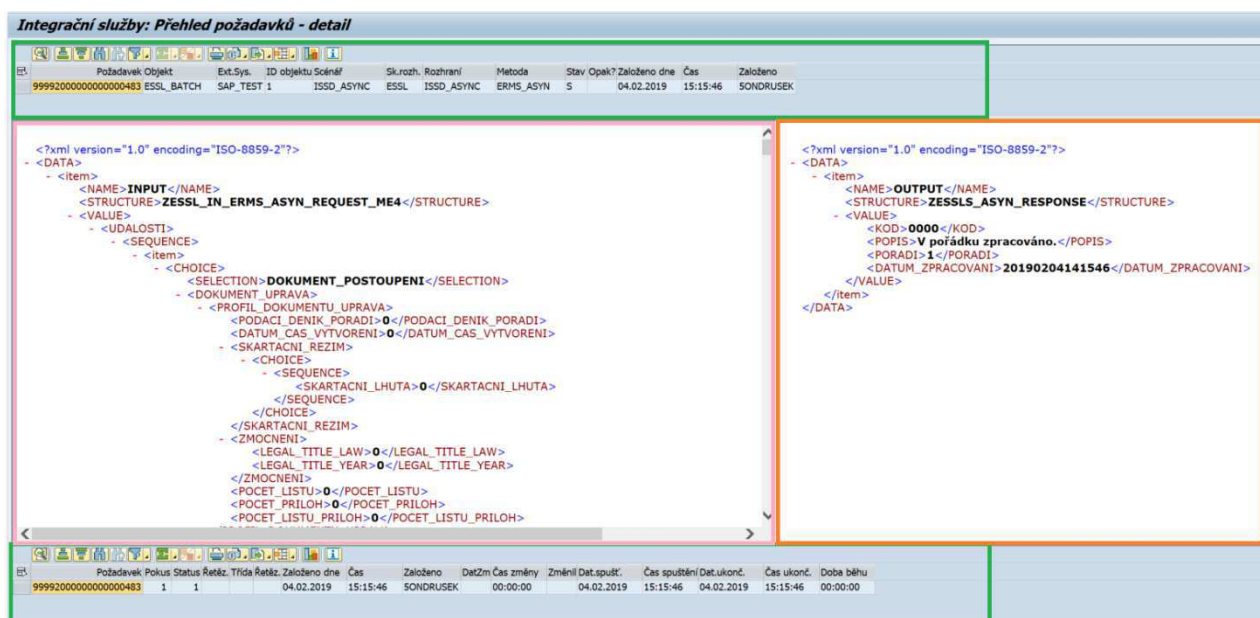 Integrační služby: Přehled požadavků - detail
Požadavek Objekt Ext.Sys. ID objektu Scénář Sk.rozh. Rozhraní Metoda Stav Opak? Založeno dne Čas Založeno
99992000000000000483 ESSL_BATCH SAP_TEST 1 ISSD_ASYNC ESSL ISSD_ASYNC ERMS_ASYN S 04.02.2019 15:15:46 SONDRUSEK
<?xml version="1.0" encoding="ISO-8859-2"?>
- <DATA>
- <item>
<NAME>INPUT</NAME>
<STRUCTURE>ZESSL_IN_ERMS_ASYN_REQUEST_ME4</STRUCTURE>
- <VALUE>
- <UDALOSTI>
- <SEQUENCE>
- <item>
- <CHOICE>
<SELECTION>DOKUMENT_POSTOUPENI</SELECTION>
- <DOKUMENT_UPRAVA>
- <PROFIL_DOKUMENTU_UPRAVA>
<PODACI_DENIK_PORADI>0</PODACI_DENIK_PORADI>
<DATUM_CAS_VYTVORENI>0</DATUM_CAS_VYTVORENI>
- <SKARTACNI_REZIM>
- <CHOICE>
- <SEQUENCE>
<SKARTACNI_LHUTA>0</SKARTACNI_LHUTA>
</SEQUENCE>
</CHOICE>
</SKARTACNI_REZIM>
- <ZMOCNENI>
<LEGAL_TITLE_LAW>0</LEGAL_TITLE_LAW>
<LEGAL_TITLE_YEAR>0</LEGAL_TITLE_YEAR>
</ZMOCNENI>
<POCET_LISTU>0</POCET_LISTU>
<POCET_PRILOH>0</POCET_PRILOH>
<POCET_LISTU_PRILOH>0</POCET_LISTU_PRILOH>
<?xml version="1.0" encoding="ISO-8859-2"?>
- <DATA>
- <item>
<NAME>OUTPUT</NAME>
<STRUCTURE>ZESSLS_ASYN_RESPONSE</STRUCTURE>
- <VALUE>
<KOD>0000</KOD>
<POPIS>V pořádku zpracováno.</POPIS>
<PORADI>1</PORADI>
<DATUM_ZPRACOVANI>20190204141546</DATUM_ZPRACOVANI>
</VALUE>
</item>
</DATA>
Požadavek Pokus Status Řetěz. Třída Řetěz. Založeno dne Čas Založeno DatZm Čas změny Změnil Dat.spušť. Čas spuštění Dat.ukonč. Čas ukonč. Doba běhu
99992000000000000483 1 1 04.02.2019 15:15:46 SONDRUSEK 00:00:00 04.02.2019 15:15:46 04.02.2019 15:15:46 00:00:00